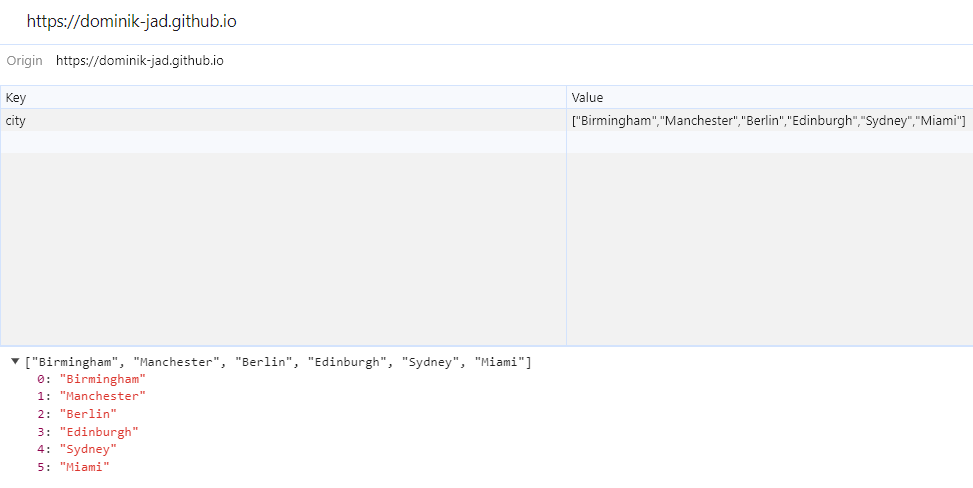 https://dominik-jad.github.io
Origin https://dominik-jad.github.io
Key Value
city ["Birmingham","Manchester","Berlin","Edinburgh","Sydney","Miami"]
["Birmingham", "Manchester", "Berlin", "Edinburgh", "Sydney", "Miami"]
0: "Birmingham"
1: "Manchester"
2: "Berlin"
3: "Edinburgh"
4: "Sydney"
5: "Miami"